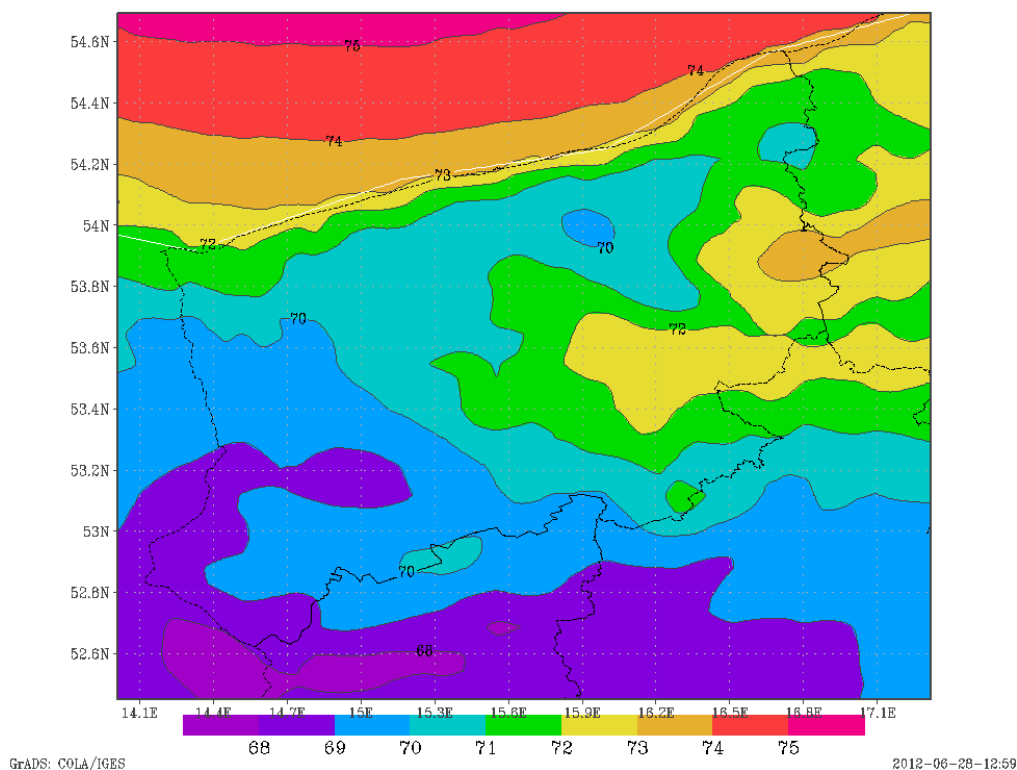 54.6N
75
74
54.4N
74
54.2N
73
54N
72
70
53.8N
70
72
53.6N
53.4N
53.2N
53N
70
52.8N
68
52.6N
14.1E 14.4E 14.7E 15E 15.3E 15.6E 15.9E 16.2E 16.5E 16.8E 17.1E
68 69 70 71 72 73 74 75
GrADS: COLA/IGES 2012-06-28-12:59